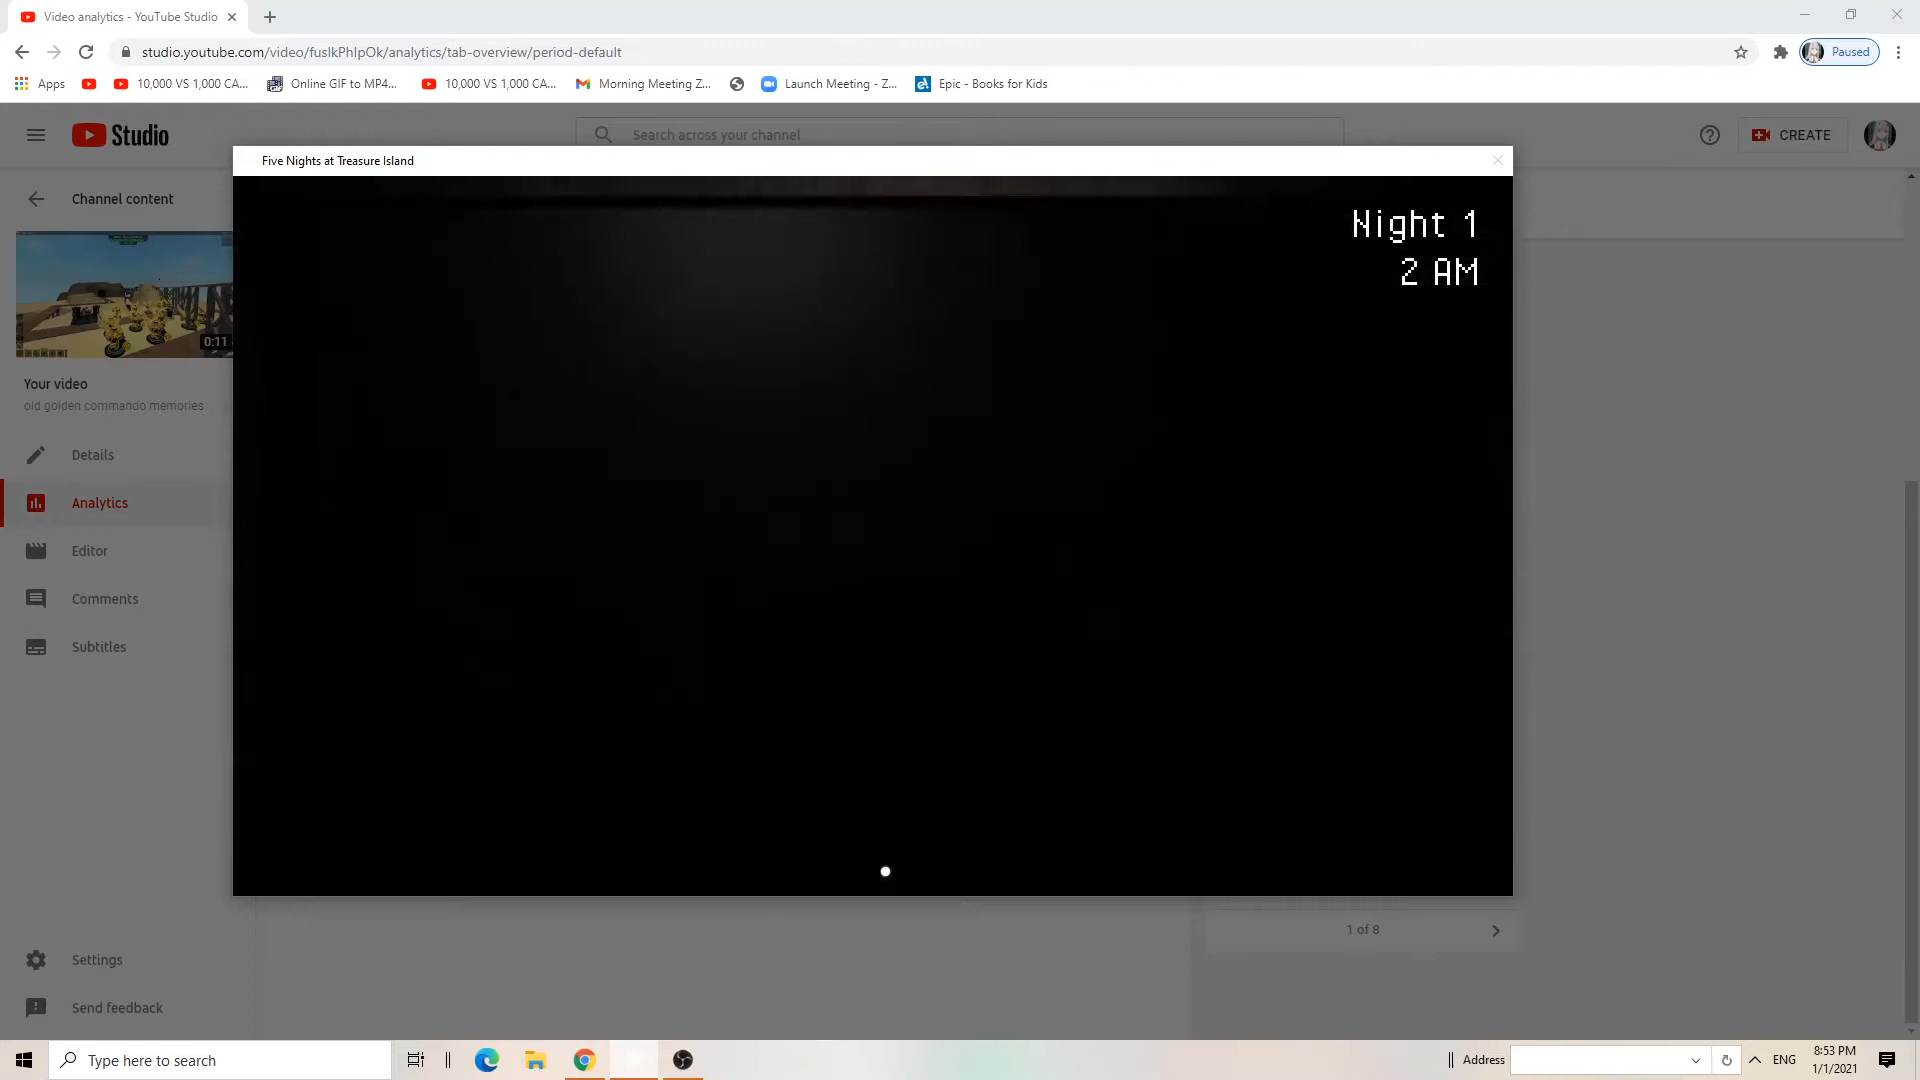 Video analytics - YouTube Studio
studio.youtube.com/video/fuslkPhlpOk/analytics/tab-overview/period-default
Paused
Apps
10,000 VS 1,000 CA...
Online GIF to MP4...
10,000 VS 1,000 CA...
Morning Meeting Z...
Launch Meeting - Z...
Epic - Books for Kids
Studio
Search across your channel
CREATE
Five Nights at Treasure Island
Channel content
Night 1
2 AM
0:11
Your video
old golden commando memories
Details
Analytics
Editor
Comments
Subtitles
1 of 8
Settings
Send feedback
Type here to search
Address
ENG
8:53 PM
1/1/2021